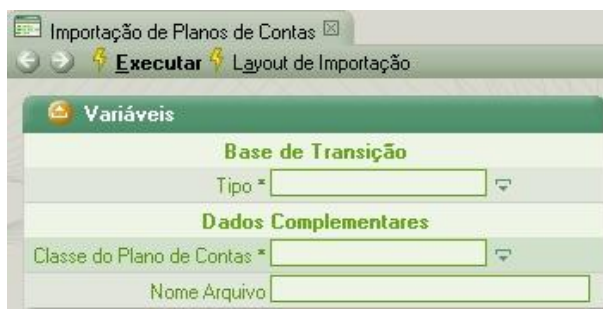 Importação de Planos de Contas
Executar Layout de Importação
Variáveis
Base de Transição
Tipo *
Dados Complementares
Classe do Plano de Contas *
Nome Arquivo